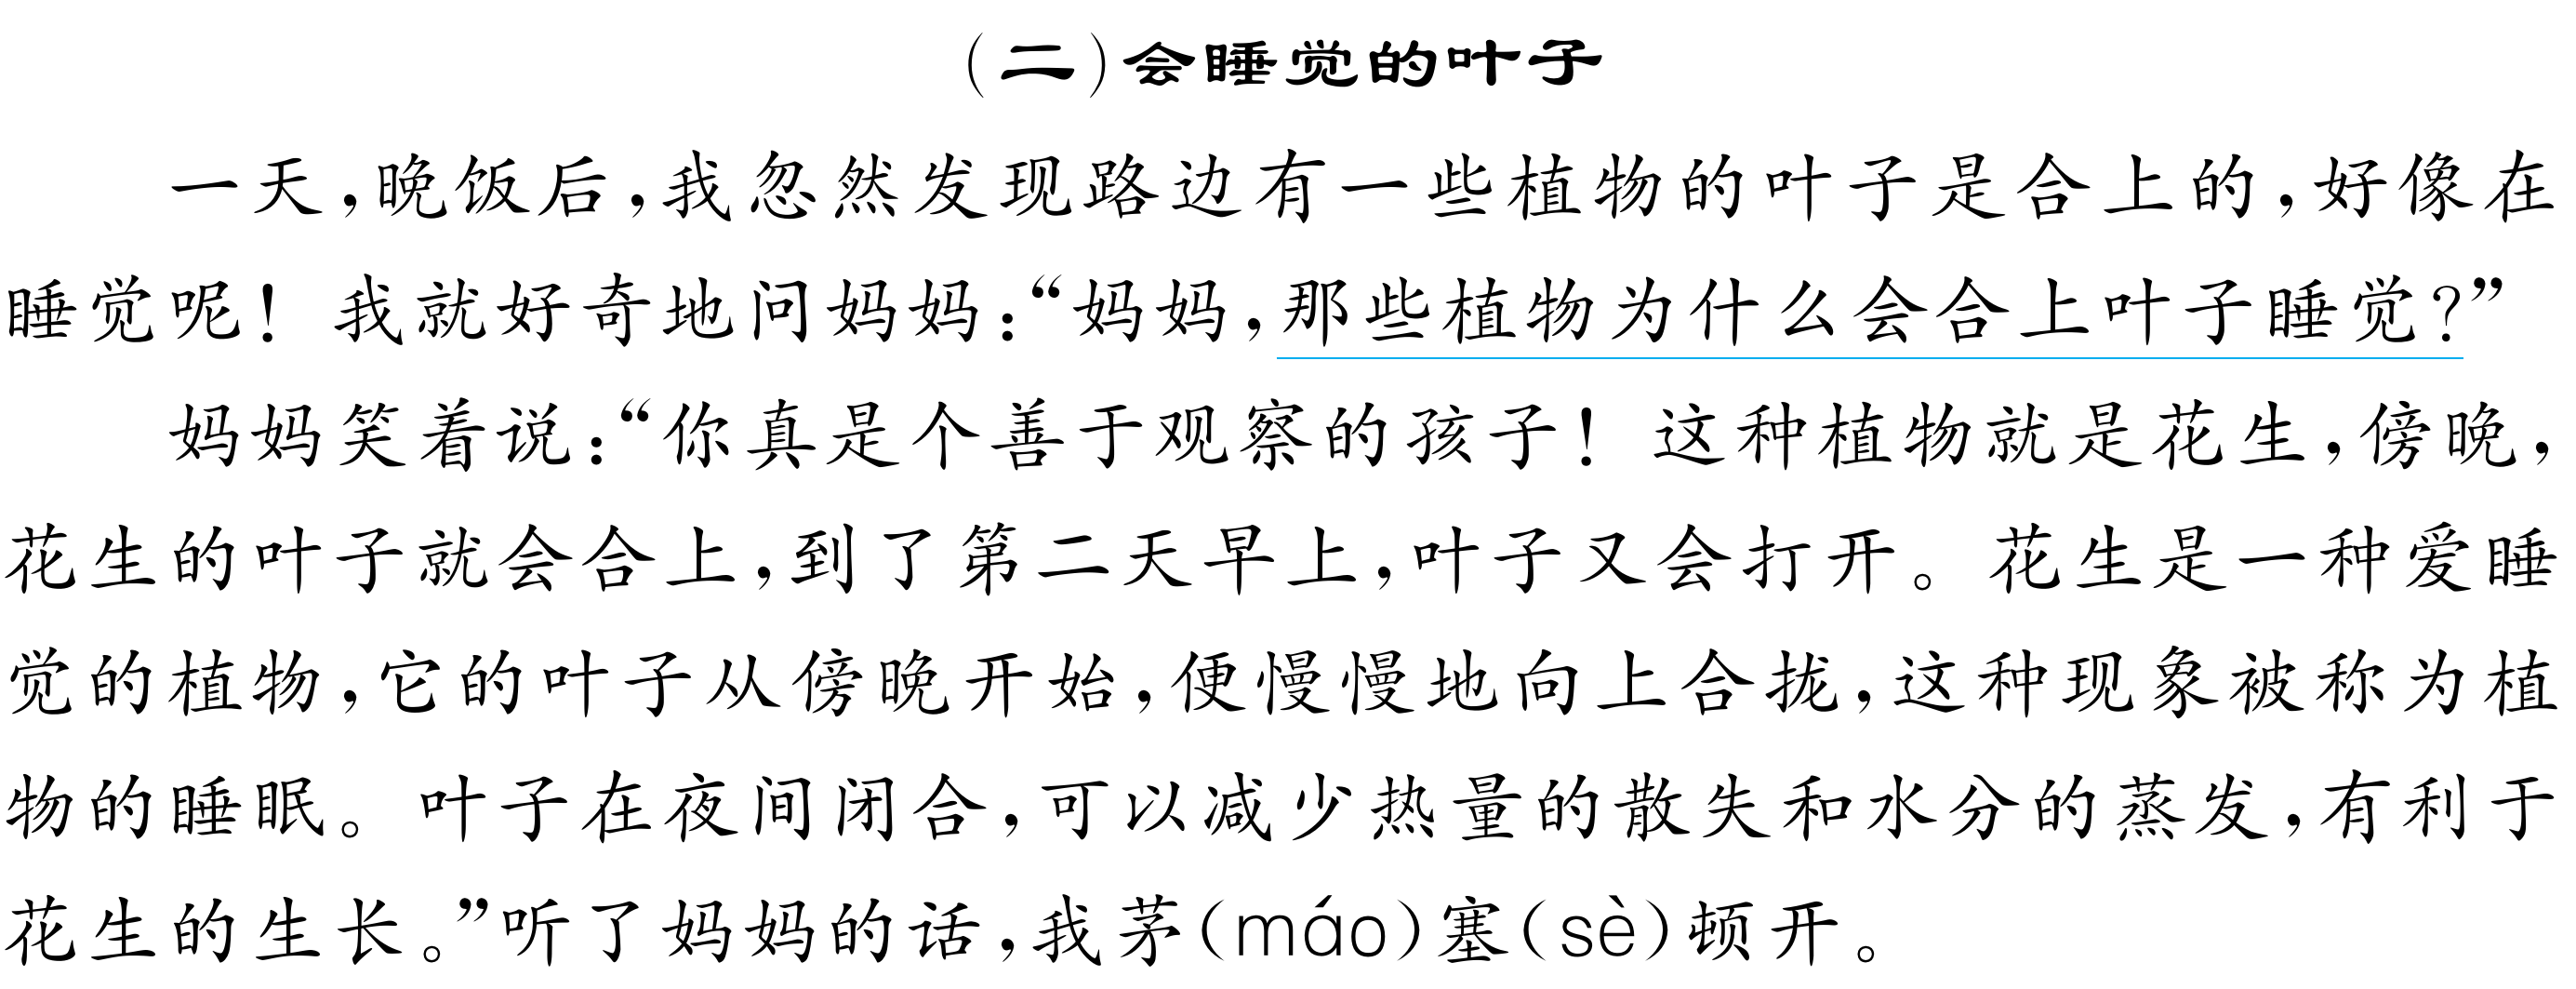 (二)会睡觉的叶子
一天,晚饭后,我忽然发现路边有一些植物的叶子是合上的,好像在
睡觉呢! 我就好奇地问妈妈:“妈妈,那些植物为什么会合上叶子睡觉?”
妈妈笑着说:“你真是个善于观察的孩子! 这种植物就是花生,傍晚,
花生的叶子就会合上,到了第二天早上,叶子又会打开。花生是一种爱睡
觉的植物,它的叶子从傍晚开始,便慢慢地向上合拢,这种现象被称为植
物的睡眠。叶子在夜间闭合,可以减少热量的散失和水分的蒸发,有利于
花生的生长。”听了妈妈的话,我茅(máo)塞(sè)顿开。